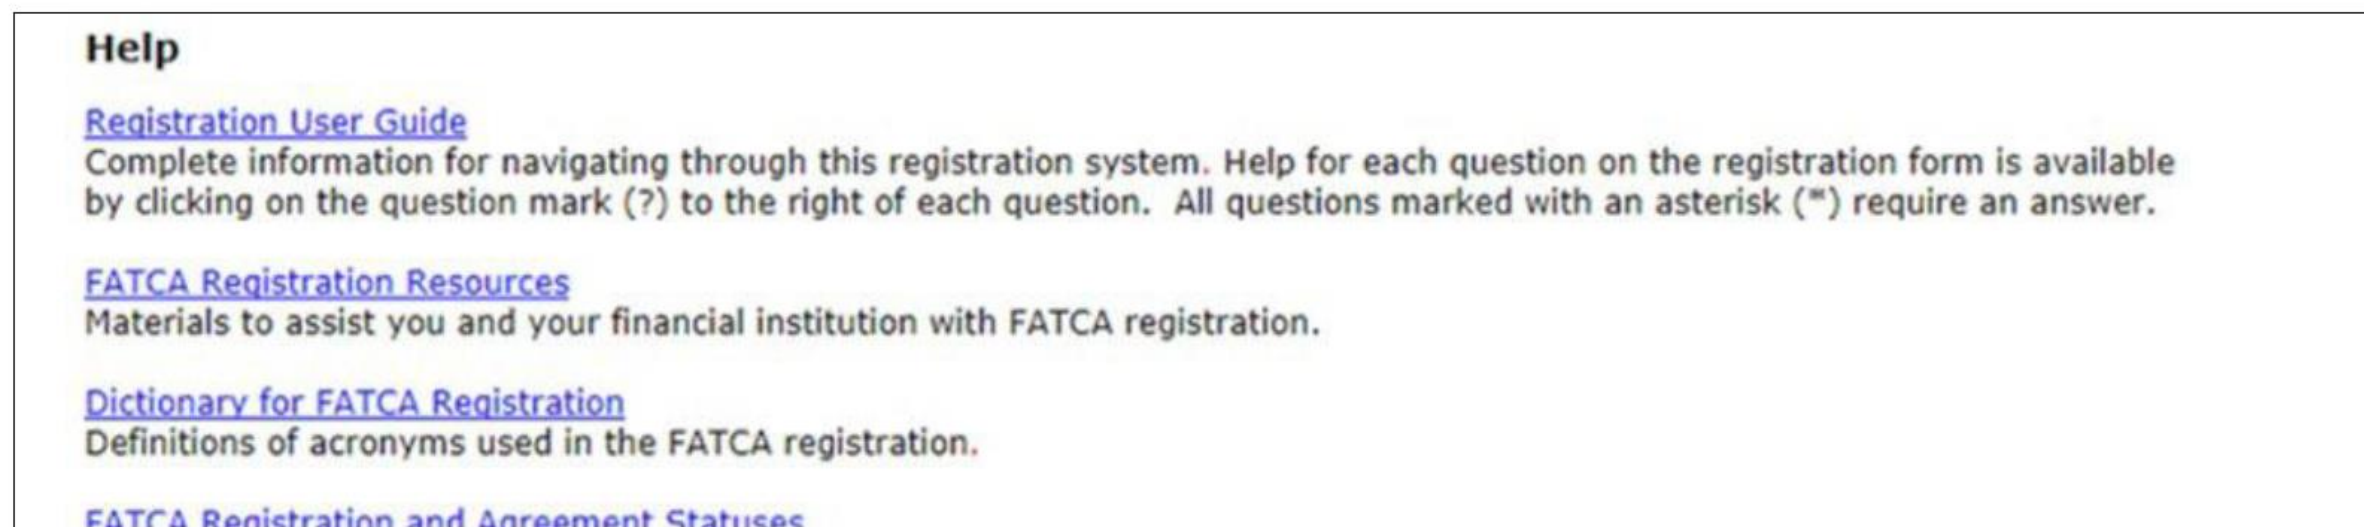 Help
Registration User Guide
Complete information for navigating through this registration system. Help for each question on the registration form is available
by clicking on the question mark (?) to the right of each question.  All questions marked with an asterisk (*) require an answer.
FATCA Registration Resources
Materials to assist you and your financial institution with FATCA registration.
Dictionary for FATCA Registration
Definitions of acronyms used in the FATCA registration.
FATCA Registration and Agreement Statuses